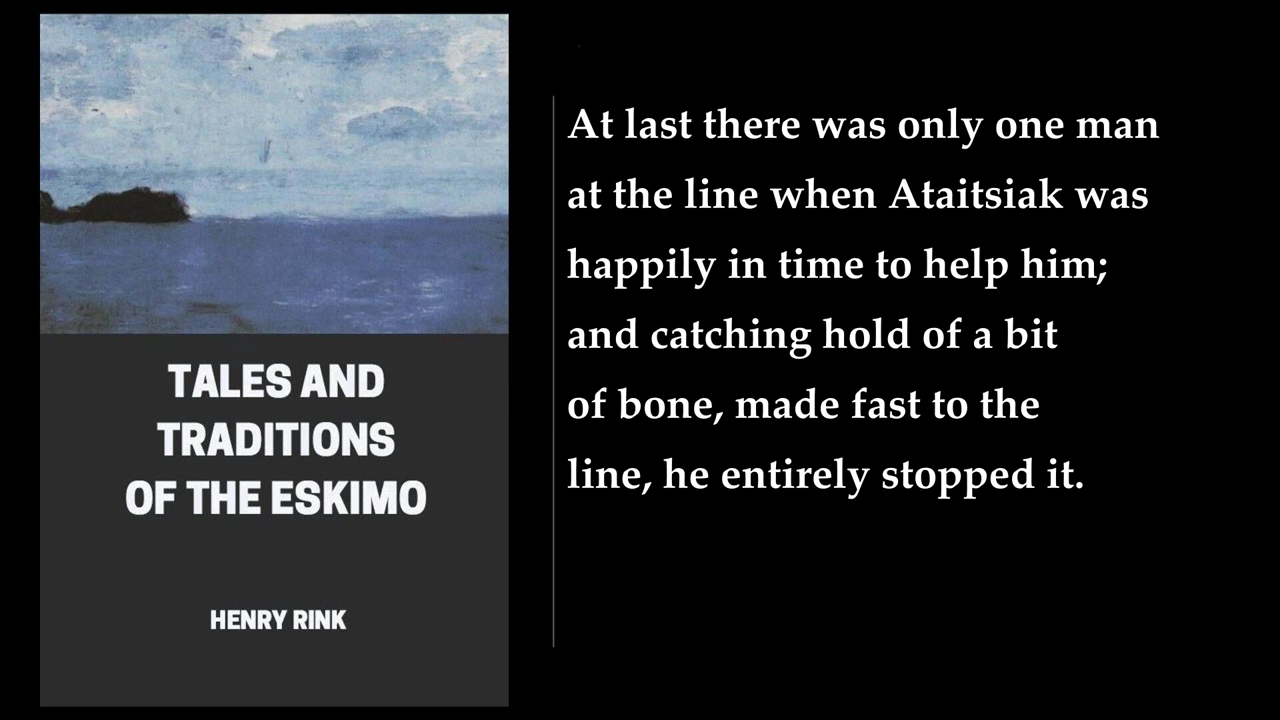 TALES AND
TRADITIONS
OF THE ESKIMO
HENRY RINK
At last there was only one man
at the line when Ataitsiak was
happily in time to help him;
and catching hold of a bit
of bone, made fast to the
line, he entirely stopped it.